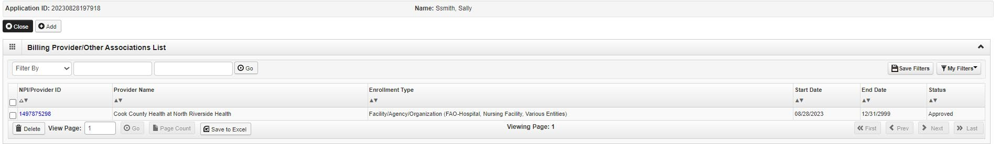 Application ID: 20230828197918 Name: Ssmith, Sally
Close Add
Billing Provider/Other Associations List
Filter By Go Save Filters My Filters
NPI/Provider ID Provider Name Enrollment Type Start Date End Date Status
1497875298 Cook County Health at North Riverside Health Facility/Agency/Organization (FAO-Hospital, Nursing Facility, Various Entities) 08/28/2023 12/31/2999 Approved
Delete View Page: 1 Go Page Count Save to Excel Viewing Page: 1 First Prev Next Last